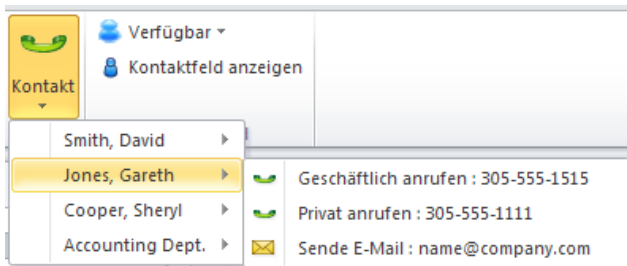 Verfügbar
Kontaktfeld anzeigen
Kontakt
Smith, David
Jones, Gareth
Cooper, Sheryl
Accounting Dept.
Geschäftlich anrufen : 305-555-1515
Privat anrufen : 305-555-1111
Sende E-Mail : name@company.com